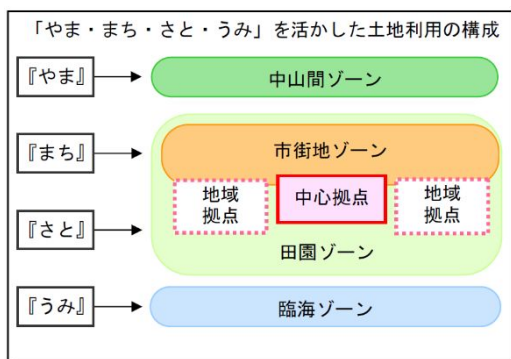 「やま・まち・さと・うみ」を活かした土地利用の構成
『やま』
中山間ゾーン
『まち』
市街地ゾーン
地域
拠点
中心拠点
地域
拠点
『さと』
田園ゾーン
『うみ』
臨海ゾーン